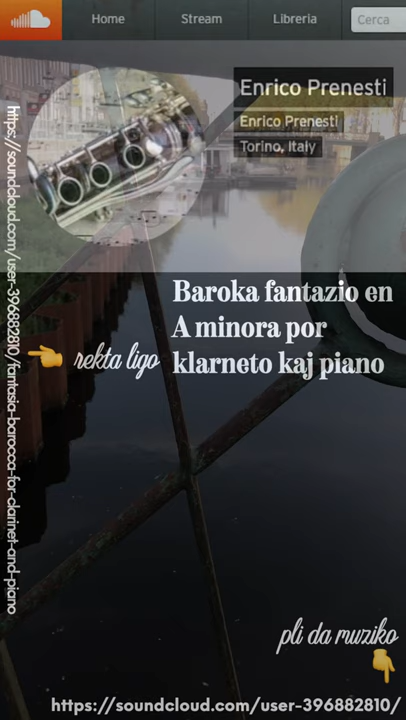 Home
Stream
Libreria
Cerca
Enrico Prenesti
Enrico Prenesti
Torino, Italy
Baroka fantazio en
A minora por
klarneto kaj piano
rekta ligo
https://soundcloud.com/user-396882810/fantasia-barocca-for-clarinet-and-piano
pli da muziko
https://soundcloud.com/user-396882810/